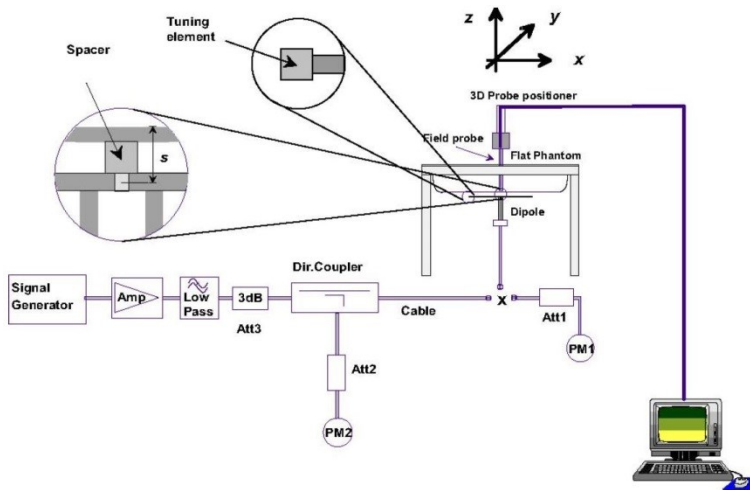 Tuning
element
Spacer
z
y
x
3D Probe positioner
Field probe
Flat Phantom
s
Dipole
Dir.Coupler
Signal
Generator
Amp
Low
Pass
3dB
Att3
Cable
x
Att1
PM1
Att2
PM2